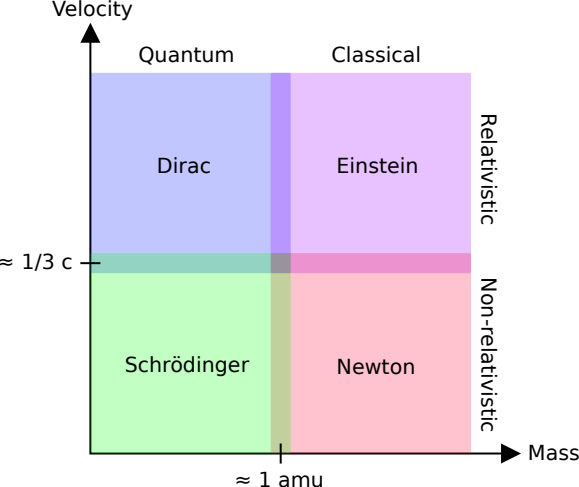 Velocity
Quantum
Classical
Dirac
Einstein
Relativistic
≈ 1/3 c
Schrödinger
Newton
Non-relativistic
Mass
≈ 1 amu